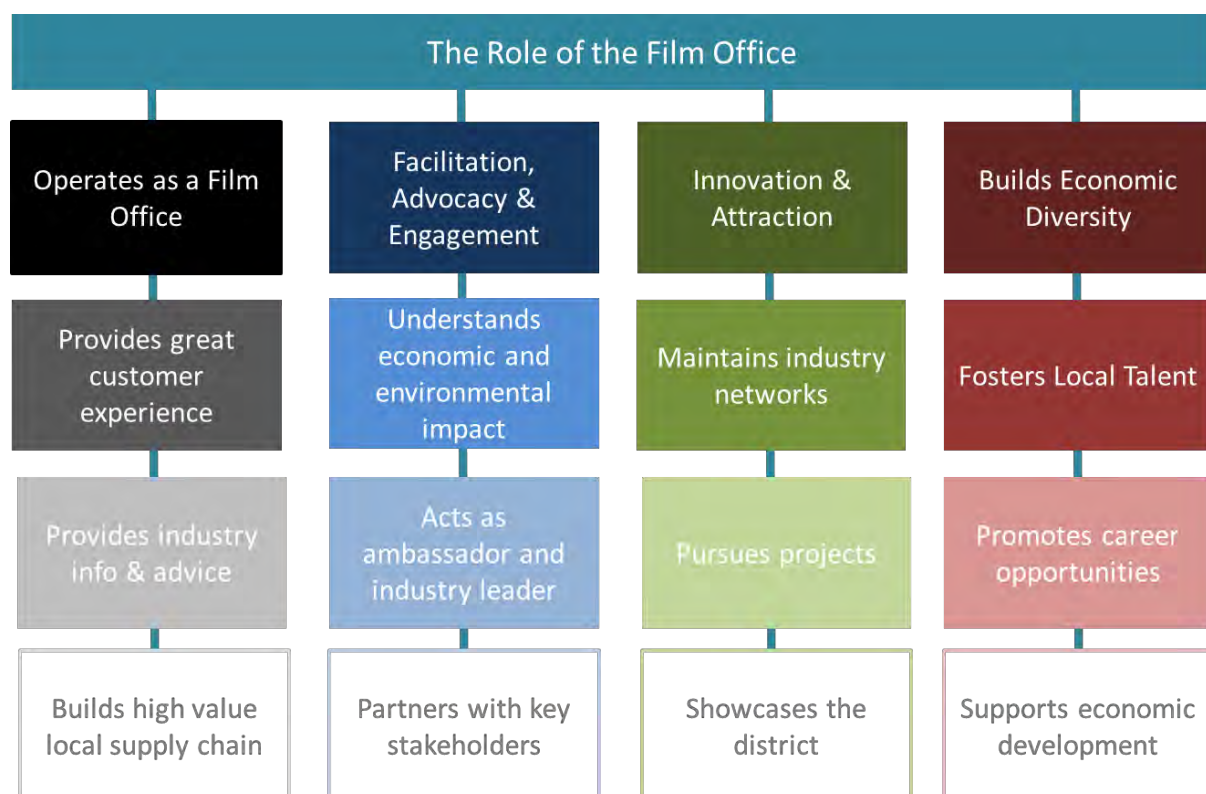 The Role of the Film Office
Operates as a Film
Office
Provides great
customer
experience
Provides industry
info & advice
Builds high value
local supply chain
Facilitation,
Advocacy &
Engagement
Understands
economic and
environmental
impact
Acts as
ambassador and
industry leader
Partners with key
stakeholders
Innovation &
Attraction
Maintains industry
networks
Pursues projects
Showcases the
district
Builds Economic
Diversity
Fosters Local Talent
Promotes career
opportunities
Supports economic
development